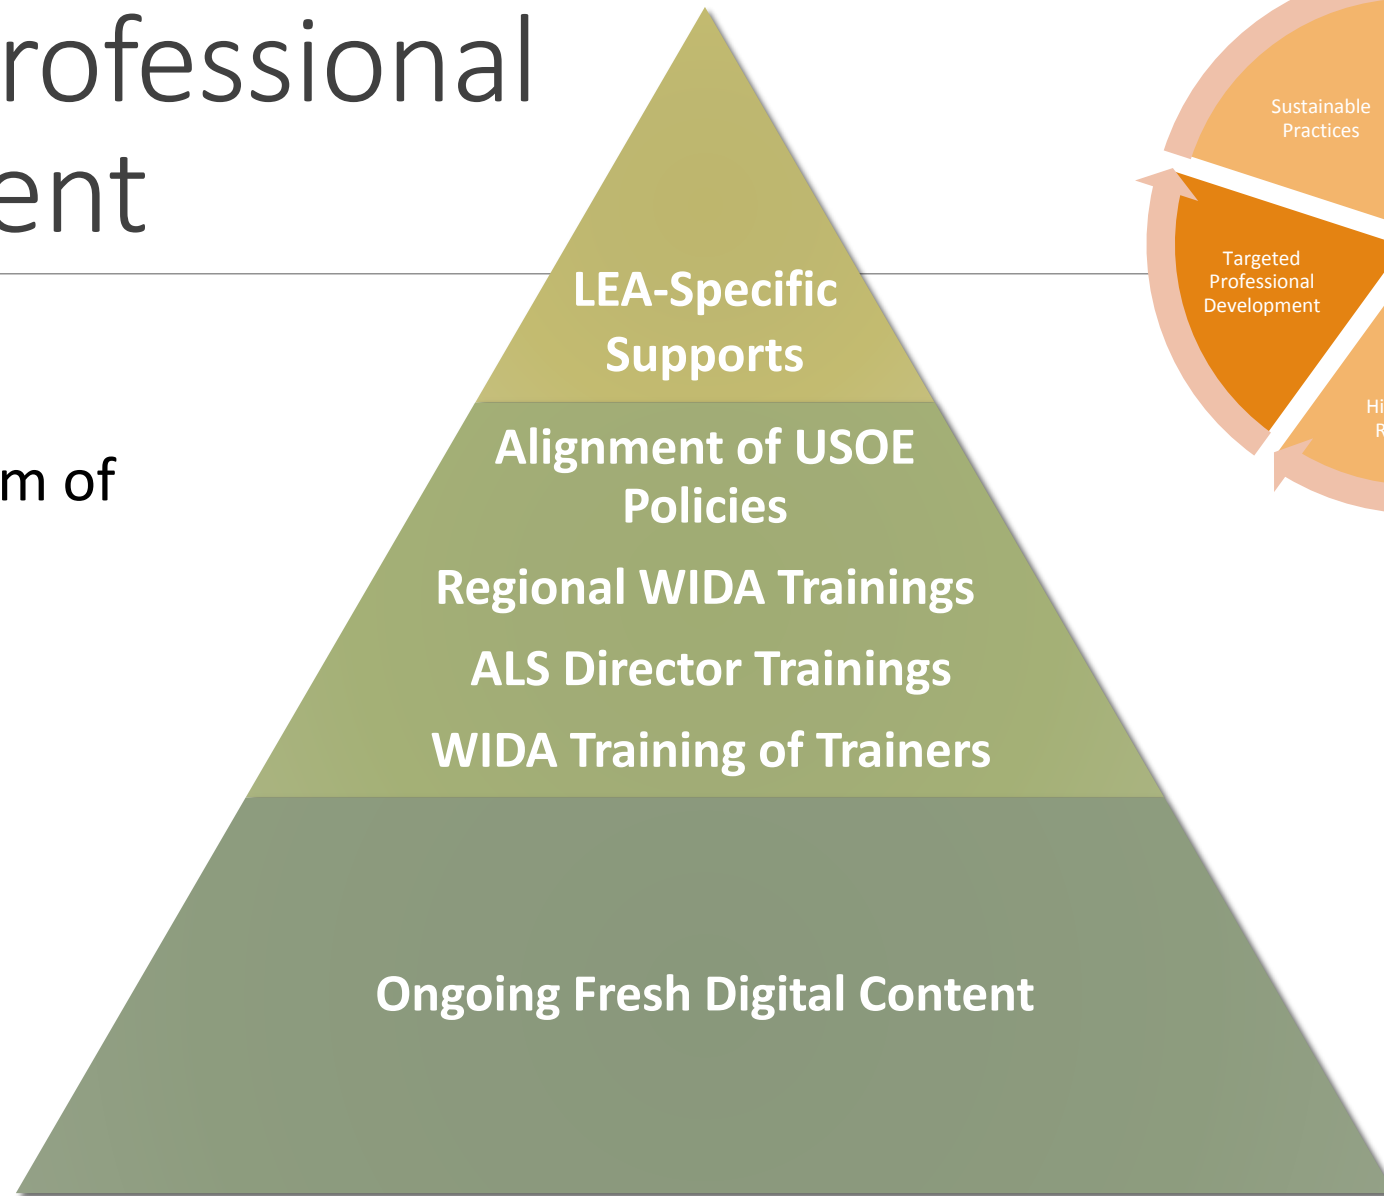 rofessional
ent
m of
LEA-Specific
Supports
Alignment of USOE
Policies
Regional WIDA Trainings
ALS Director Trainings
WIDA Training of Trainers
Ongoing Fresh Digital Content
Sustainable
Practices
Targeted
Professional
Development
Hi
R